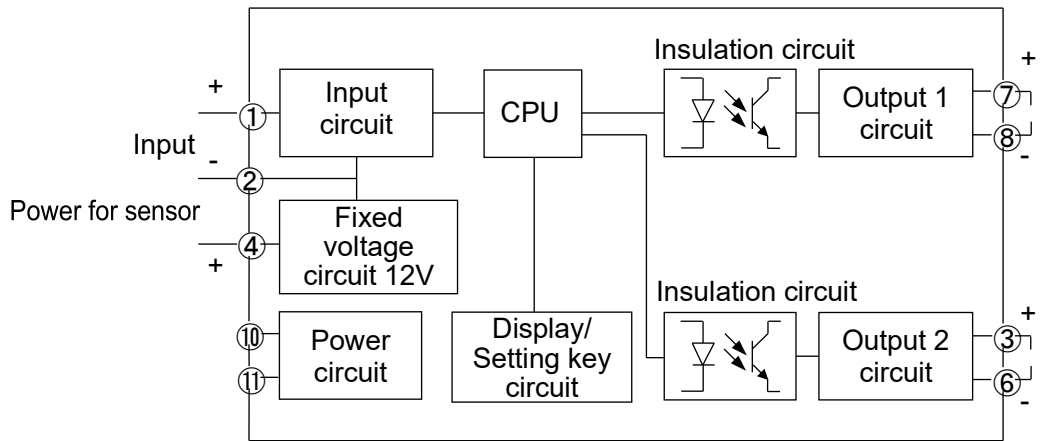 Insulation circuit
+
+
①
Input
circuit
CPU
Output 1
circuit
⑦
⑧
-
Input
-
②
Power for sensor
④
+
Fixed
voltage
circuit 12V
Insulation circuit
⑩
⑪
Power
circuit
Display/
Setting key
circuit
Output 2
circuit
+
③
⑥
-